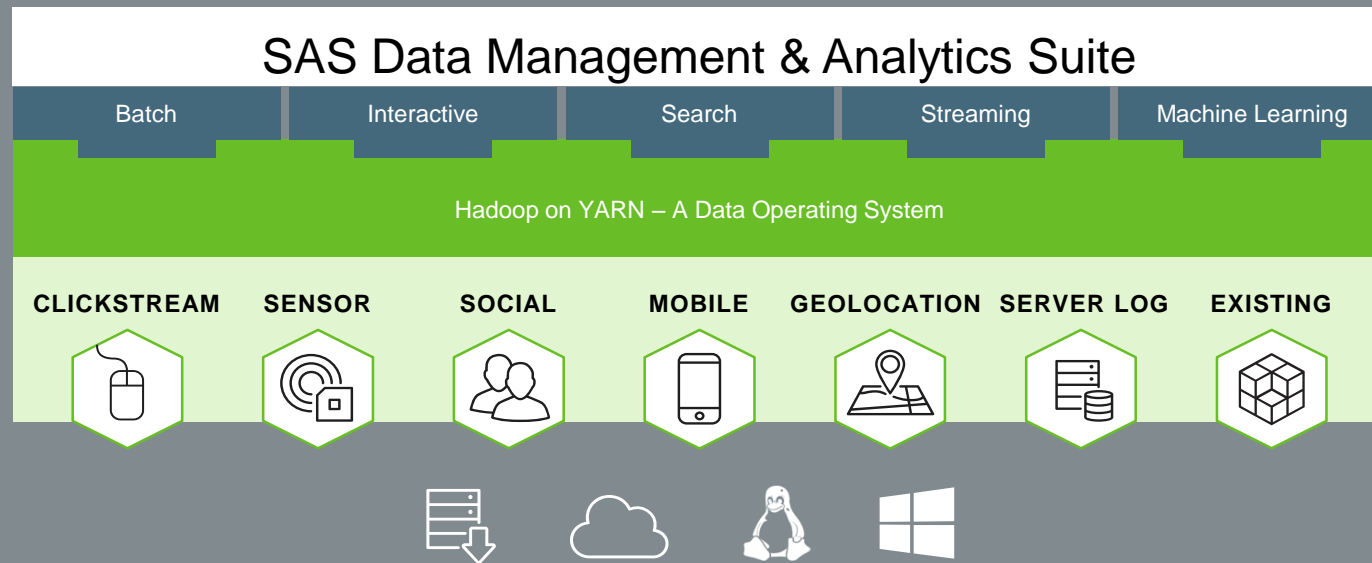 SAS Data Management & Analytics Suite
Batch Interactive Search Streaming Machine Learning
Hadoop on YARN – A Data Operating System
CLICKSTREAM SENSOR SOCIAL MOBILE GEOLOCATION SERVER LOG EXISTING